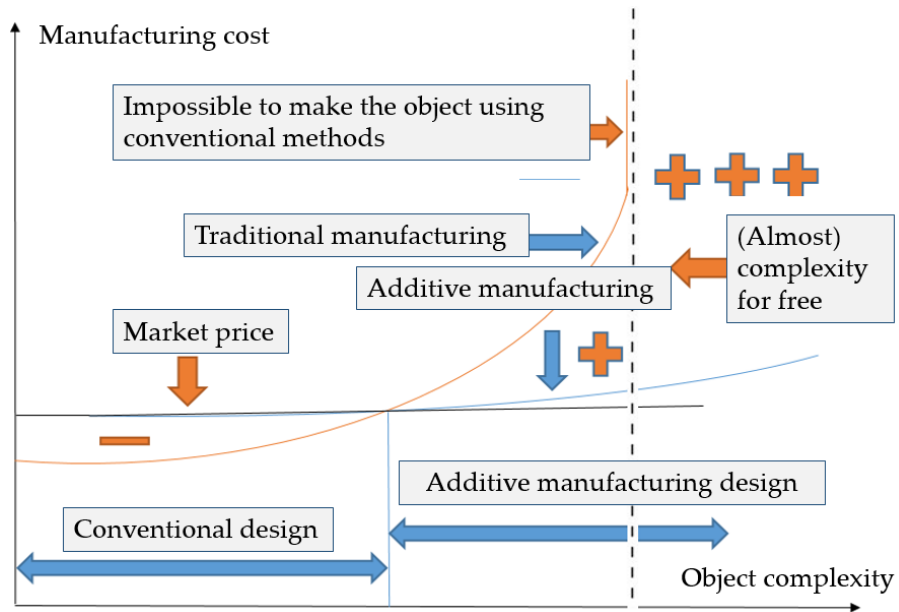 Manufacturing cost
Impossible to make the object using
conventional methods
Traditional manufacturing
(Almost)
complexity
for free
Additive manufacturing
Market price
Additive manufacturing design
Conventional design
Object complexity